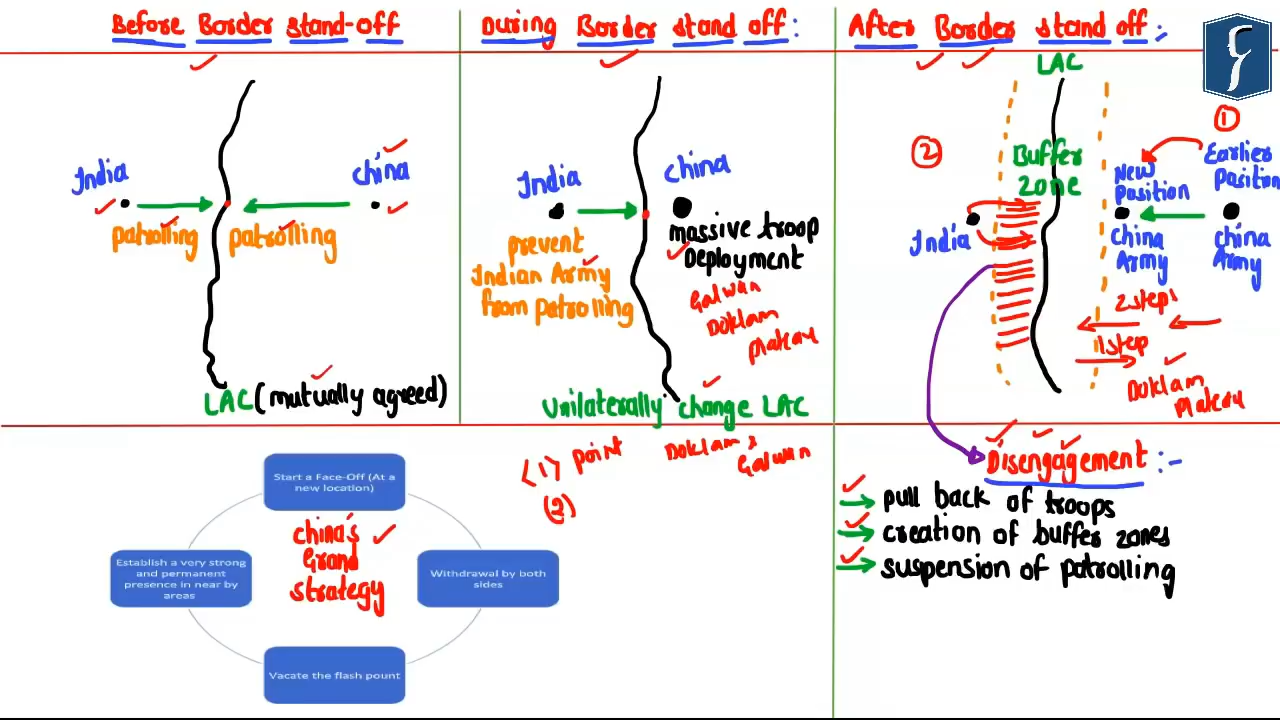 Before Border stand-off
India
China
patrolling
patrolling
LAC (mutually agreed)
During Border stand off :
India
China
prevent
Indian Army
from patrolling
massive troop
Deployment
Galwan
Doklam
plateau
Unilaterally change LAC
After Border stand off :
LAC
①
②
Buffer
zone
New
Position
Earlier
Position
India
China
Army
China
Army
2 steps
1 step
Doklam
plateau
Start a Face-Off (At a
new location)
China's
Grand
strategy
Establish a very strong
and permanent
presence in near by
areas
Withdrawal by both
sides
Vacate the flash pount
(1) point Doklam, Galwan
(2)
Disengagement :-
pull back of troops
creation of buffer zones
suspension of patrolling